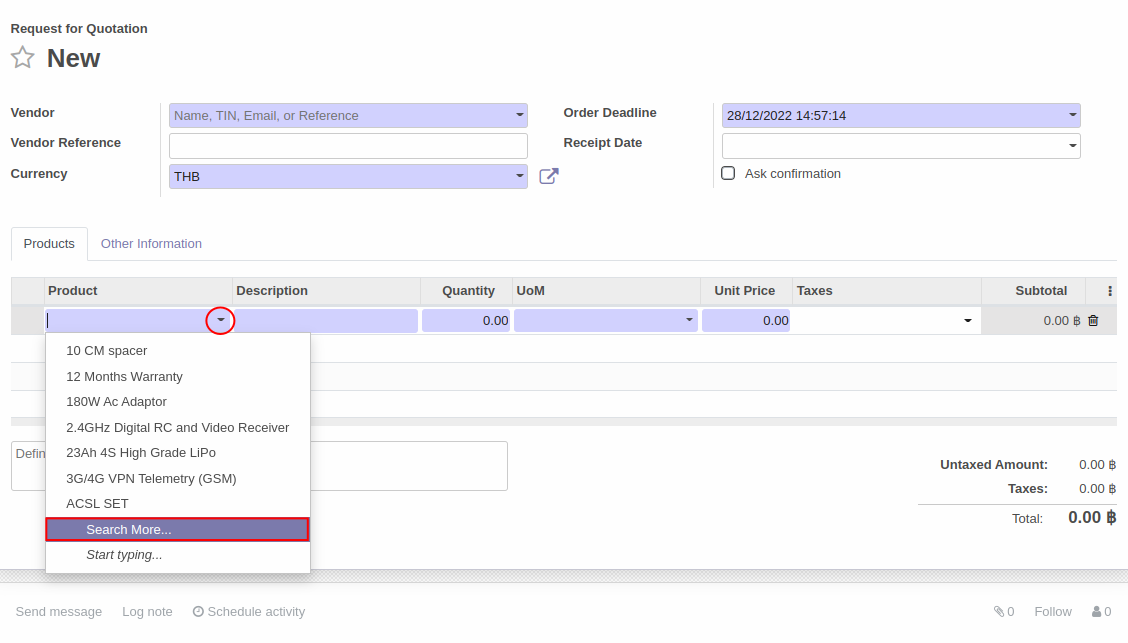 Request for Quotation
New
Vendor
Name, TIN, Email, or Reference
Order Deadline
28/12/2022 14:57:14
Vendor Reference
Receipt Date
Currency
THB
Ask confirmation
Products
Other Information
Product Description Quantity UoM Unit Price Taxes Subtotal
0.00 0.00 0.00 ฿
10 CM spacer
12 Months Warranty
180W Ac Adaptor
2.4GHz Digital RC and Video Receiver
23Ah 4S High Grade LiPo
3G/4G VPN Telemetry (GSM)
ACSL SET
Search More...
Start typing...
Defin
Untaxed Amount: 0.00 ฿
Taxes: 0.00 ฿
Total: 0.00 ฿
Send message Log note Schedule activity 0 Follow 0